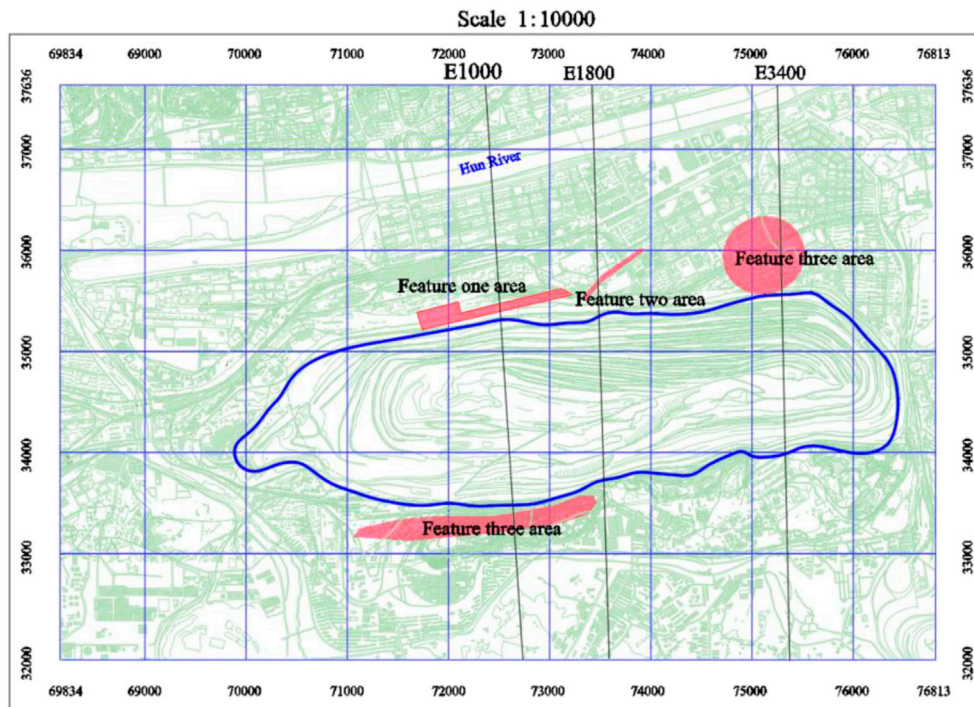 Scale 1:10000
69834 69000 70000 71000 72000 73000 74000 75000 76000 76813
E1000 E1800 E3400
37636 37636
Hun River
37000 37000
36000 36000
Feature three area
Feature one area
Feature two area
35000 35000
34000 34000
Feature three area
33000 33000
32000 32000
69834 69000 70000 71000 72000 73000 74000 75000 76000 76813